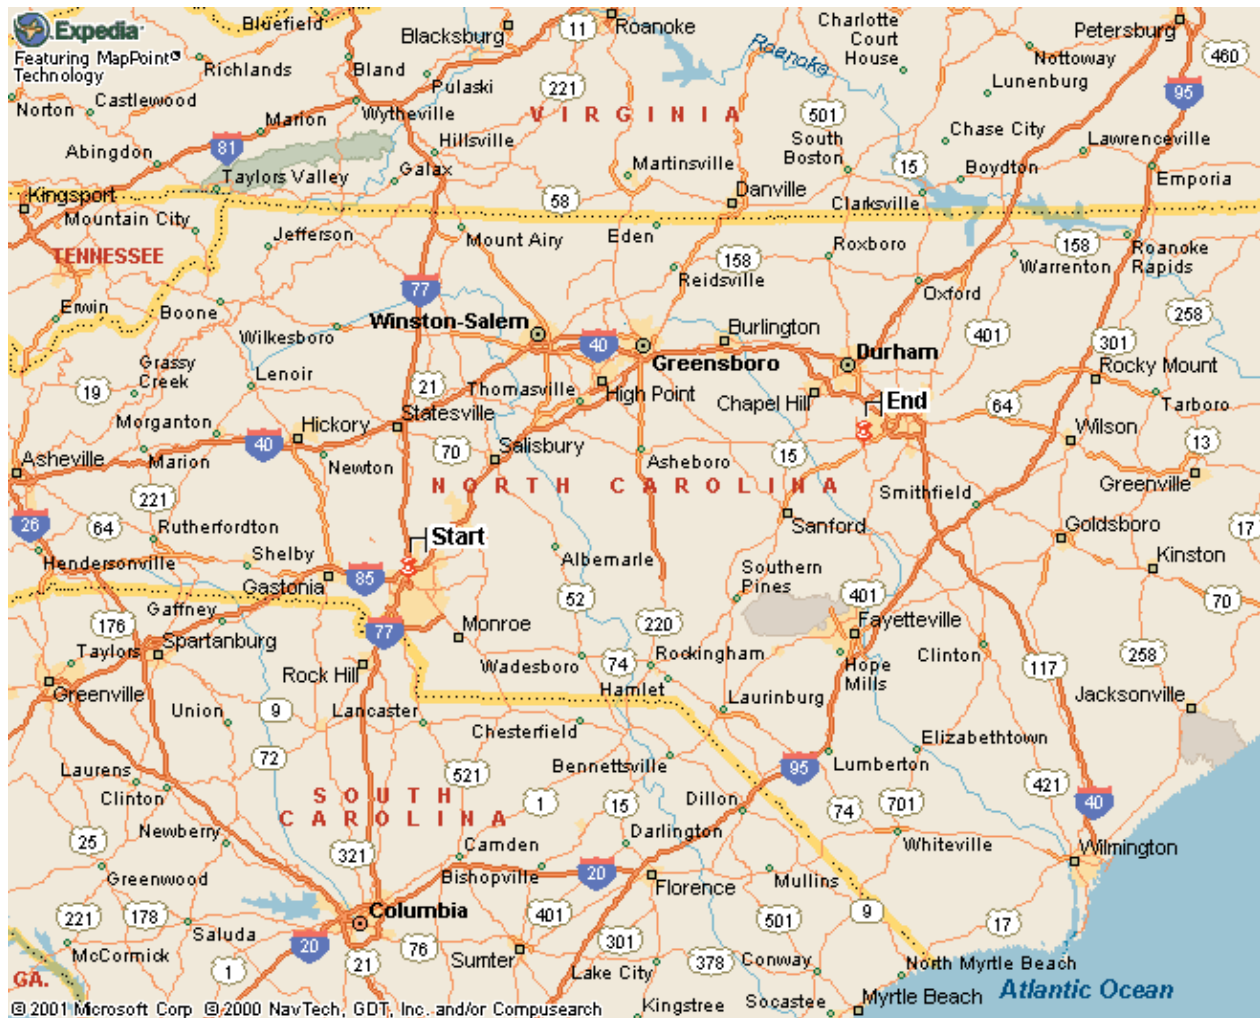 Expedia
Featuring MapPoint®
Technology
Bluefield
Blacksburg
11
Roanoke
Charlotte
Court
House
Petersburg
Roanoke
Nottoway
460
Richlands
Bland
Pulaski
221
Lunenburg
95
Norton
Castlewood
Wytheville
VIRGINIA
501
Marion
Hillsville
South
Boston
Chase City
Lawrenceville
81
Abingdon
Martinsville
15
Boydton
Emporia
Taylors Valley
Galax
Danville
Kingsport
58
Clarksville
Mountain City
Jefferson
Mount Airy
Eden
Roxboro
158
Roanoke
Rapids
TENNESSEE
158
Warrenton
77
Reidsville
Oxford
Erwin
Boone
258
Winston-Salem
Wilkesboro
Burlington
401
301
40
Greensboro
Durham
Grassy
Creek
Rocky Mount
19
Lenoir
21
Thomasville
High Point
Chapel Hill
End
64
Tarboro
Statesville
Morganton
Hickory
40
Salisbury
Wilson
13
Asheville
Marion
Newton
70
Asheboro
15
Greenville
NORTH CAROLINA
Smithfield
221
26
64
Rutherfordton
Start
Sanford
Goldsboro
17
Hendersonville
Shelby
Albemarle
Southern
Pines
Kinston
Gastonia
85
52
401
70
Gaffney
176
77
Monroe
220
Fayetteville
Spartanburg
Taylors
Wadesboro
74
Rockingham
Clinton
117
258
Rock Hill
Hope
Mills
Greenville
Hamlet
Laurinburg
Jacksonville
Union
9
Lancaster
Chesterfield
Elizabethtown
72
Laurens
521
Bennettsville
95
Lumberton
421
Clinton
SOUTH
CAROLINA
1
15
Dillon
74
701
40
Newberry
Darlington
25
321
Camden
Whiteville
Wilmington
Greenwood
Bishopville
20
Florence
Mullins
221
178
Columbia
401
501
9
17
Saluda
McCormick
20
76
301
1
21
Sumter
Lake City
378
Conway
North Myrtle Beach
GA.
Kingstree
Socastee
Myrtle Beach
Atlantic Ocean
© 2001 Microsoft Corp © 2000 NavTech, GDT, Inc. and/or Compusearch